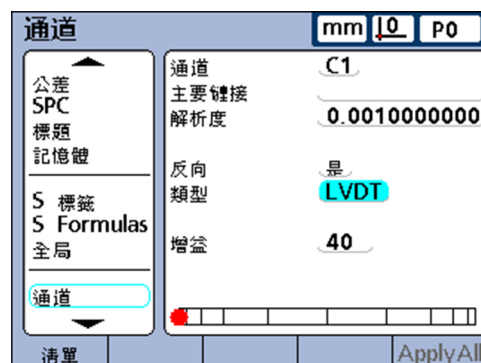 通道 mm 0 P0
公差
SPC
標題
記憶體
S 標籤
S Formulas
全局
通道
通道 C1
主要鏈接
解析度 0.0010000000
反向 是
類型 LVDT
增益 40
清單 ApplyAll